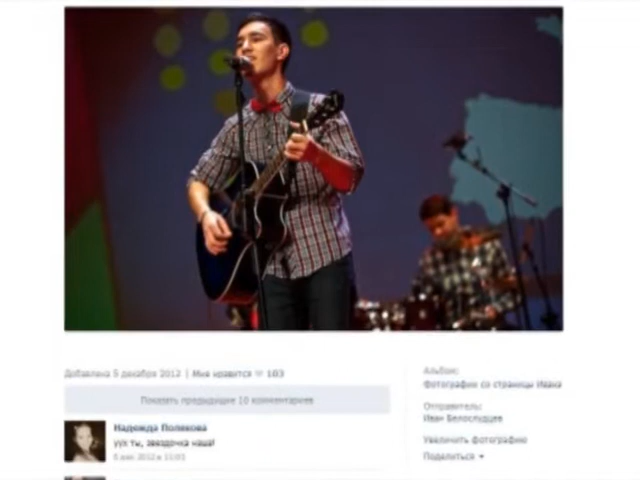 Добавлена 5 декабря 2012 | Мне нравится 103
Показать предыдущие 10 комментариев
Надежда Полякова
ух ты, звездочка наша!
Альбом:
Фотографии со страницы Ивана
Отправитель:
Иван Белослудцев
Увеличить фотографию
Поделиться